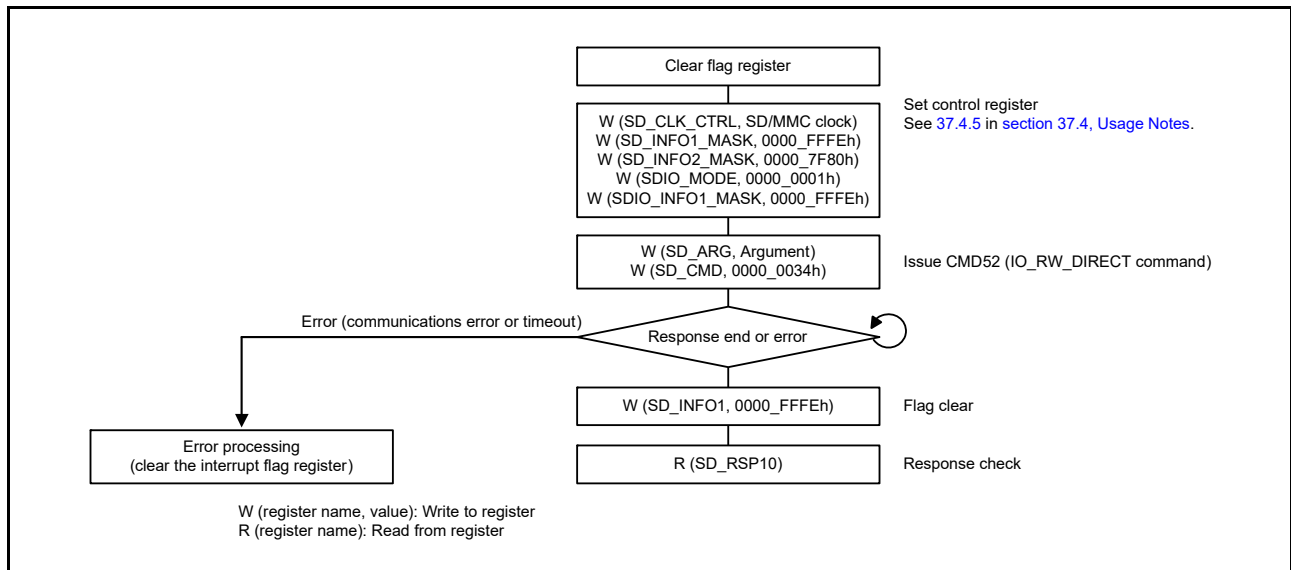 Clear flag register
Set control register
See 37.4.5 in section 37.4, Usage Notes.
W (SD_CLK_CTRL, SD/MMC clock)
W (SD_INFO1_MASK, 0000_FFFEh)
W (SD_INFO2_MASK, 0000_7F80h)
W (SDIO_MODE, 0000_0001h)
W (SDIO_INFO1_MASK, 0000_FFFEh)
W (SD_ARG, Argument)
W (SD_CMD, 0000_0034h)
Issue CMD52 (IO_RW_DIRECT command)
Error (communications error or timeout)
Response end or error
W (SD_INFO1, 0000_FFFEh)
Flag clear
Error processing
(clear the interrupt flag register)
R (SD_RSP10)
Response check
W (register name, value): Write to register
R (register name): Read from register